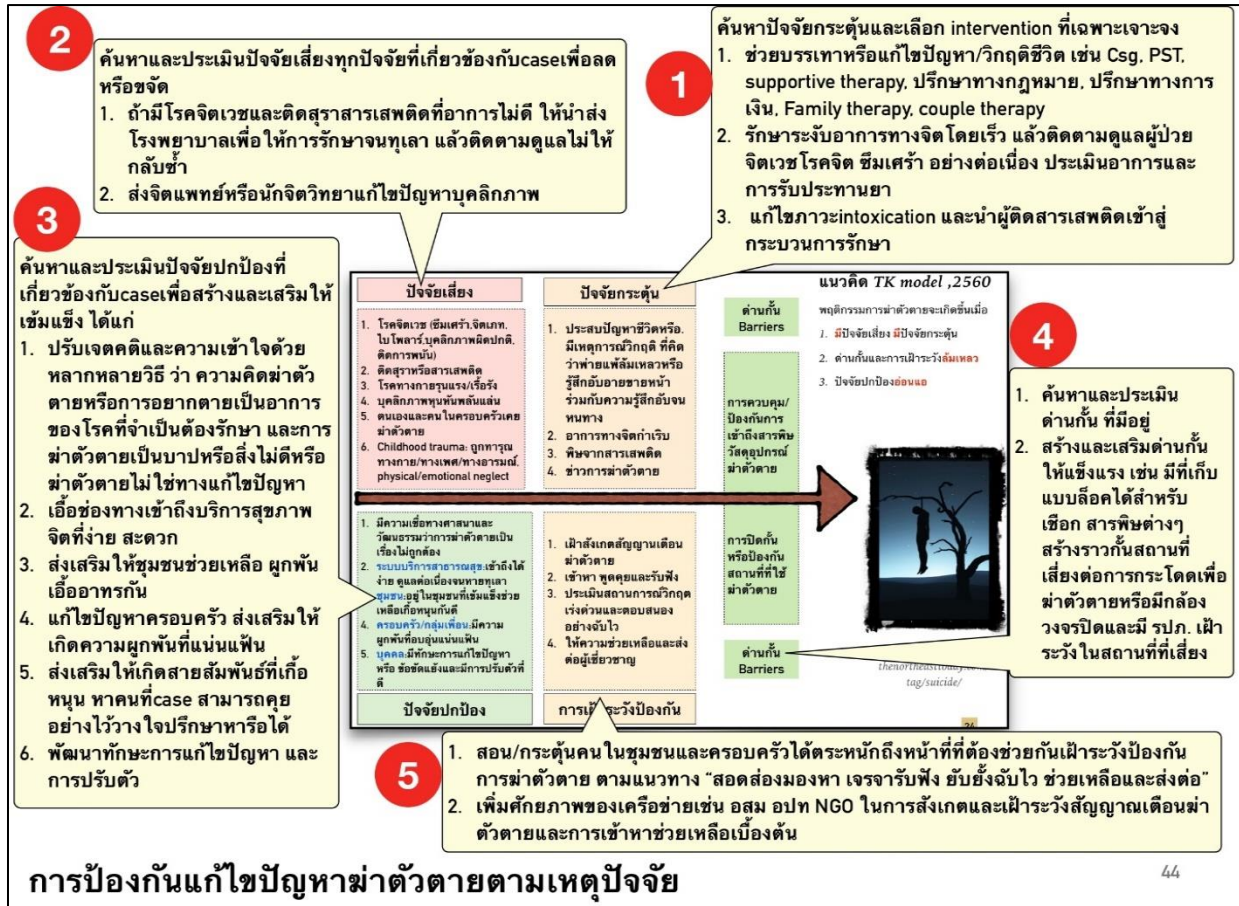 2
ค้นหาและประเมินปัจจัยเสี่ยงทุกปัจจัยที่เกี่ยวข้องกับcaseเพื่อลด
หรือขจัด
1. ถ้ามีโรคจิตเวชและติดสุราสารเสพติดที่อาการไม่ดี ให้นำส่ง
โรงพยาบาลเพื่อให้การรักษาจนทุเลา แล้วติดตามดูแลไม่ให้
กลับซ้ำ
2. ส่งจิตแพทย์หรือนักจิตวิทยาแก้ไขปัญหาบุคลิกภาพ
1
ค้นหาปัจจัยกระตุ้นและเลือก intervention ที่เฉพาะเจาะจง
1. ช่วยบรรเทาหรือแก้ไขปัญหา/วิกฤติชีวิต เช่น Csg, PST,
supportive therapy, ปรึกษาทางกฎหมาย, ปรึกษาทางการ
เงิน, Family therapy, couple therapy
2. รักษาระงับอาการทางจิตโดยเร็ว แล้วติดตามดูแลผู้ป่วย
จิตเวชโรคจิต ซึมเศร้า อย่างต่อเนื่อง ประเมินอาการและ
การรับประทานยา
3. แก้ไขภาวะintoxication และนำผู้ติดสารเสพติดเข้าสู่
กระบวนการรักษา
3
ค้นหาและประเมินปัจจัยปกป้องที่
เกี่ยวข้องกับcaseเพื่อสร้างและเสริมให้
เข้มแข็ง ได้แก่
1. ปรับเจตคติและความเข้าใจด้วย
หลากหลายวิธี ว่า ความคิดฆ่าตัว
ตายหรือการอยากตายเป็นอาการ
ของโรคที่จำเป็นต้องรักษา และการ
ฆ่าตัวตายเป็นบาปหรือสิ่งไม่ดีหรือ
ฆ่าตัวตายไม่ใช่ทางแก้ไขปัญหา
2. เอื้อช่องทางเข้าถึงบริการสุขภาพ
จิตที่ง่าย สะดวก
3. ส่งเสริมให้ชุมชนช่วยเหลือ ผูกพัน
เอื้ออาทรกัน
4. แก้ไขปัญหาครอบครัว ส่งเสริมให้
เกิดความผูกพันที่แน่นแฟ้น
5. ส่งเสริมให้เกิดสายสัมพันธ์ที่เกื้อ
หนุน หาคนที่case สามารถคุย
อย่างไว้วางใจปรึกษาหารือได้
6. พัฒนาทักษะการแก้ไขปัญหา และ
การปรับตัว
ปัจจัยเสี่ยง
1. โรคจิตเวช (ซึมเศร้า,จิตเภท,
ไบโพลาร์,บุคลิกภาพผิดปกติ,
ติดการพนัน)
2. ติดสุราหรือสารเสพติด
3. โรคทางกายรุนแรง/เรื้อรัง
4. บุคลิกภาพหุนหันพลันแล่น
5. ตนเองและคนในครอบครัวเคย
ฆ่าตัวตาย
6. Childhood trauma: ถูกทารุณ
ทางกาย/ทางเพศ/ทางอารมณ์,
physical/emotional neglect
ปัจจัยกระตุ้น
1. ประสบปัญหาชีวิตหรือ.
มีเหตุการณ์วิกฤติ ที่คิด
ว่าพ่ายแพ้ล้มเหลวหรือ
รู้สึกอับอายขายหน้า
ร่วมกับความรู้สึกอับจน
หนทาง
2. อาการทางจิตกำเริบ
3. พิษจากสารเสพติด
4. ข่าวการฆ่าตัวตาย
ด่านกั้น
Barriers
การควบคุม/
ป้องกันการ
เข้าถึงสารพิษ
วัสดุอุปกรณ์
ฆ่าตัวตาย
การปิดกั้น
หรือป้องกัน
สถานที่ที่ใช้
ฆ่าตัวตาย
ด่านกั้น
Barriers
แนวคิด TK model ,2560
พฤติกรรมการฆ่าตัวตายจะเกิดขึ้นเมื่อ
1. มีปัจจัยเสี่ยง มีปัจจัยกระตุ้น
2. ด่านกั้นและการเฝ้าระวังล้มเหลว
3. ปัจจัยปกป้องอ่อนแอ
1. มีความเชื่อทางศาสนาและ
วัฒนธรรมว่าการฆ่าตัวตายเป็น
เรื่องไม่ถูกต้อง
2. ระบบบริการสาธารณสุข:เข้าถึงได้
ง่าย ดูแลต่อเนื่องจนหายทุเลา
ชุมชน:อยู่ในชุมชนที่เข้มแข็งช่วย
เหลือเกื้อหนุนกันดี
4. ครอบครัว/กลุ่มเพื่อน:มีความ
ผูกพันที่อบอุ่นแน่นแฟ้น
5. บุคคล:มีทักษะการแก้ไขปัญหา
หรือ ข้อขัดแย้งและมีการปรับตัวที่
ดี
ปัจจัยปกป้อง
1. เฝ้าสังเกตสัญญานเตือน
ฆ่าตัวตาย
2. เข้าหา พูดคุยและรับฟัง
3. ประเมินสถานการณ์วิกฤต
เร่งด่วนและตอบสนอง
อย่างฉับไว
4. ให้ความช่วยเหลือและส่ง
ต่อผู้เชี่ยวชาญ
การเฝ้าระวังป้องกัน
tag/suicide/
4
1. ค้นหาและประเมิน
ด่านกั้น ที่มีอยู่
2. สร้างและเสริมด่านกั้น
ให้แข็งแรง เช่น มีที่เก็บ
แบบล็อคได้สำหรับ
เชือก สารพิษต่างๆ
สร้างราวกั้นสถานที่
เสี่ยงต่อการกระโดดเพื่อ
ฆ่าตัวตายหรือมีกล้อง
วงจรปิดและมี รปภ. เฝ้า
ระวังในสถานที่ที่เสี่ยง
5
1. สอน/กระตุ้นคนในชุมชนและครอบครัวได้ตระหนักถึงหน้าที่ที่ต้องช่วยกันเฝ้าระวังป้องกัน
การฆ่าตัวตาย ตามแนวทาง “สอดส่องมองหา เจรจารับฟัง ยับยั้งฉับไว ช่วยเหลือและส่งต่อ”
2. เพิ่มศักยภาพของเครือข่ายเช่น อสม อปท NGO ในการสังเกตและเฝ้าระวังสัญญาณเตือนฆ่า
ตัวตายและการเข้าหาช่วยเหลือเบื้องต้น
การป้องกันแก้ไขปัญหาฆ่าตัวตายตามเหตุปัจจัย
44